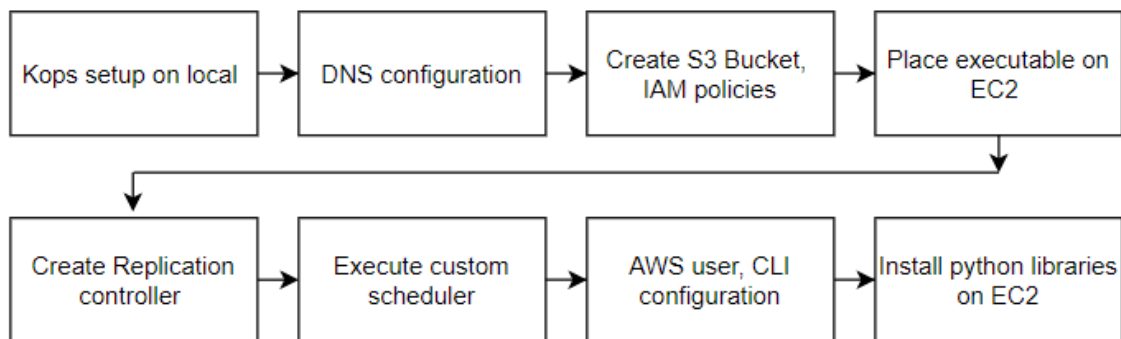 Kops setup on local
DNS configuration
Create S3 Bucket,
IAM policies
Place executable on
EC2
Create Replication
controller
Execute custom
scheduler
AWS user, CLI
configuration
Install python libraries
on EC2